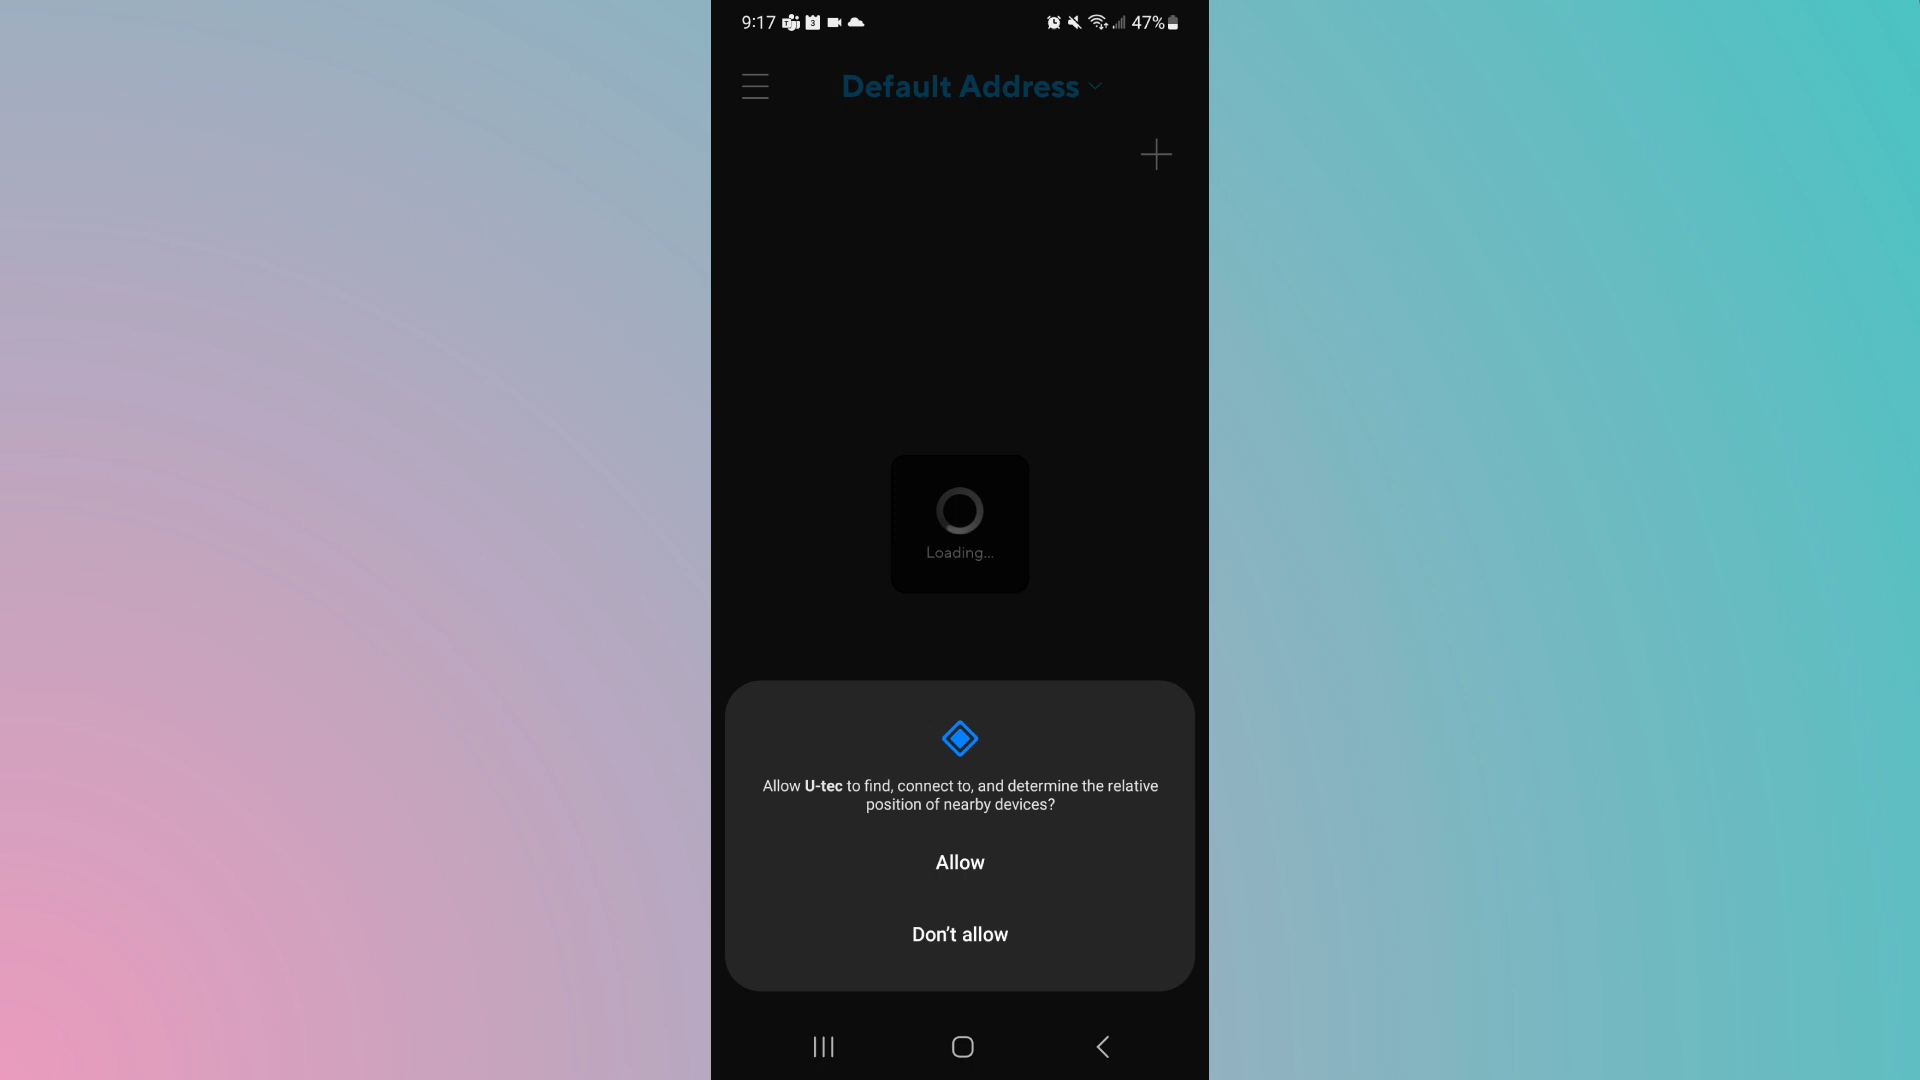 9:17
47%
Default Address
Loading...
Allow U-tec to find, connect to, and determine the relative
position of nearby devices?
Allow
Don’t allow